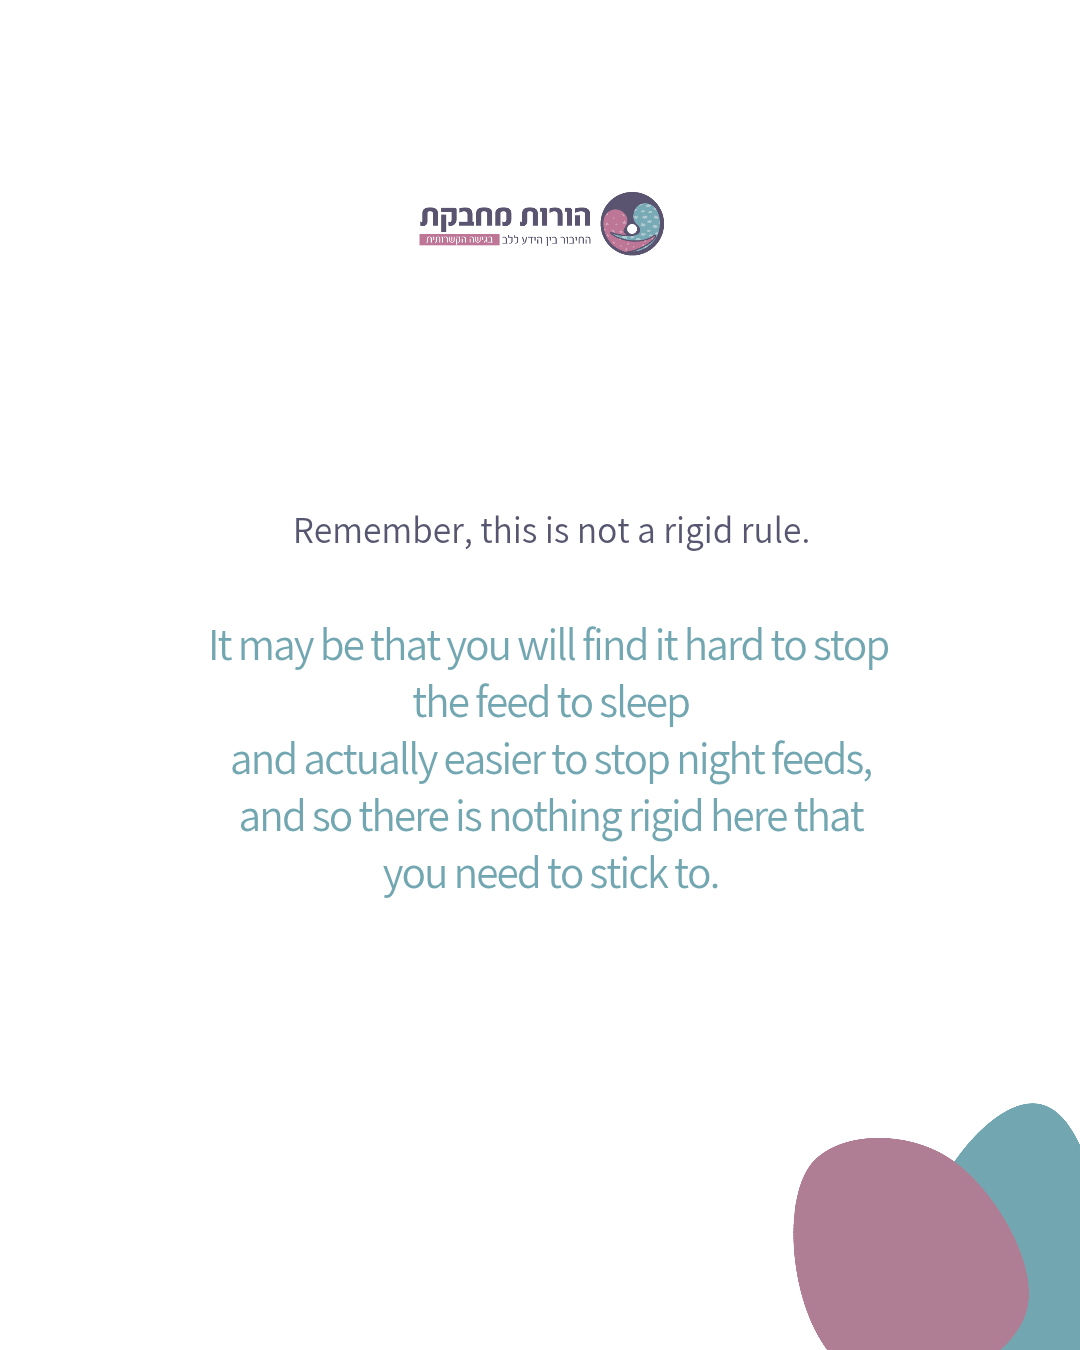 הורות מחבקת
החיבור בין הידע ללב בגישה הקשרותית
Remember, this is not a rigid rule.
It may be that you will find it hard to stop
the feed to sleep
and actually easier to stop night feeds,
and so there is nothing rigid here that
you need to stick to.